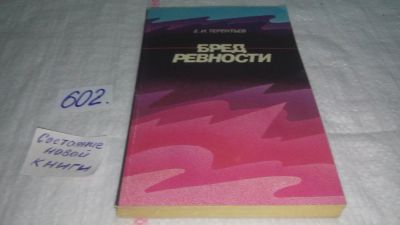 Е. И. ТЕРЕНТЬЕВ
БРЕД
РЕВНОСТИ
602.
Состояние
новой
книги